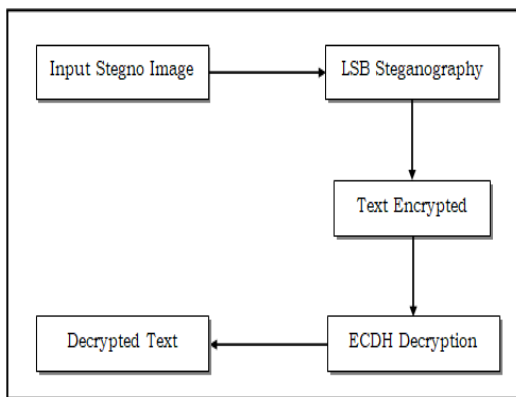 Input Stegno Image
LSB Steganography
Text Encrypted
ECDH Decryption
Decrypted Text